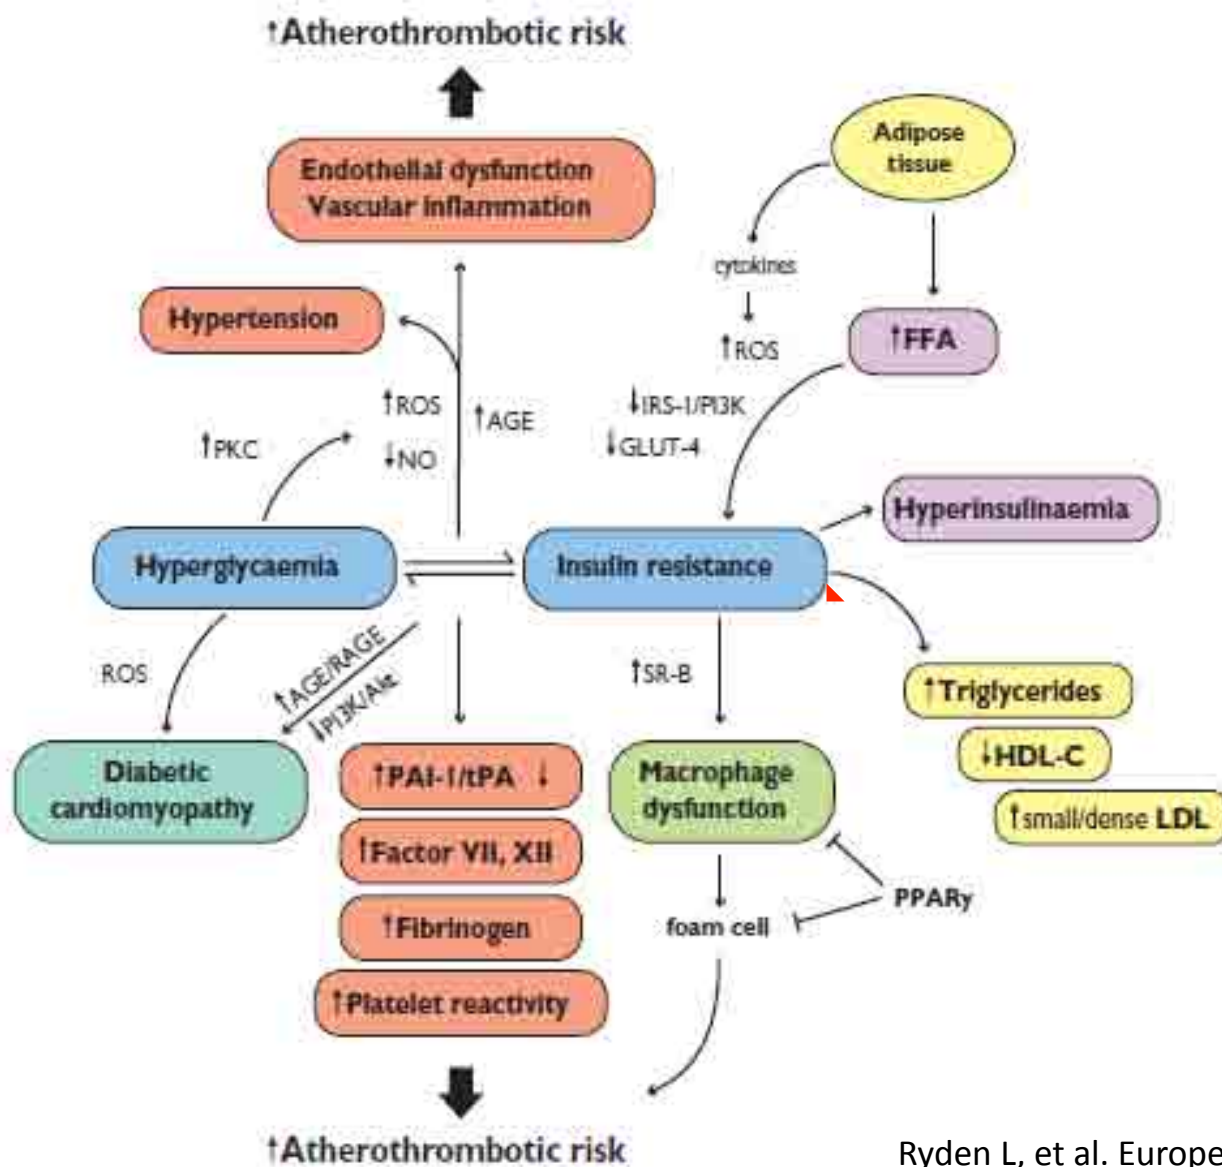 ↑Atherothrombotic risk
Endothelial dysfunction
Vascular inflammation
Adipose
tissue
cytokines
↑ROS
↑FFA
Hypertension
↑ROS
↑AGE
↓NO
↑PKC
↓IRS-1/PI3K
↓GLUT-4
Hyperinsulinaemia
Hyperglycaemia
Insulin resistance
ROS
↑AGE/RAGE
↓PI3K/Akt
↑SR-B
↑Triglycerides
↓HDL-C
↑small/dense LDL
Diabetic
cardiomyopathy
↑PAI-1/tPA ↓
↑Factor VII, XII
↑Fibrinogen
↑Platelet reactivity
Macrophage
dysfunction
foam cell
PPARγ
↑Atherothrombotic risk
Ryden L, et al. Europe